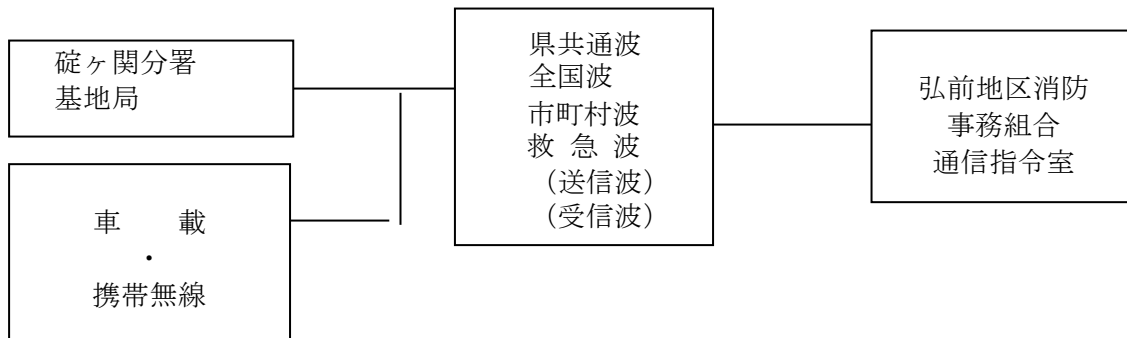 碇ヶ関分署
基地局
車　　載
・
携帯無線
県共通波
全国波
市町村波
救 急 波
（送信波）
（受信波）
弘前地区消防
事務組合
通信指令室